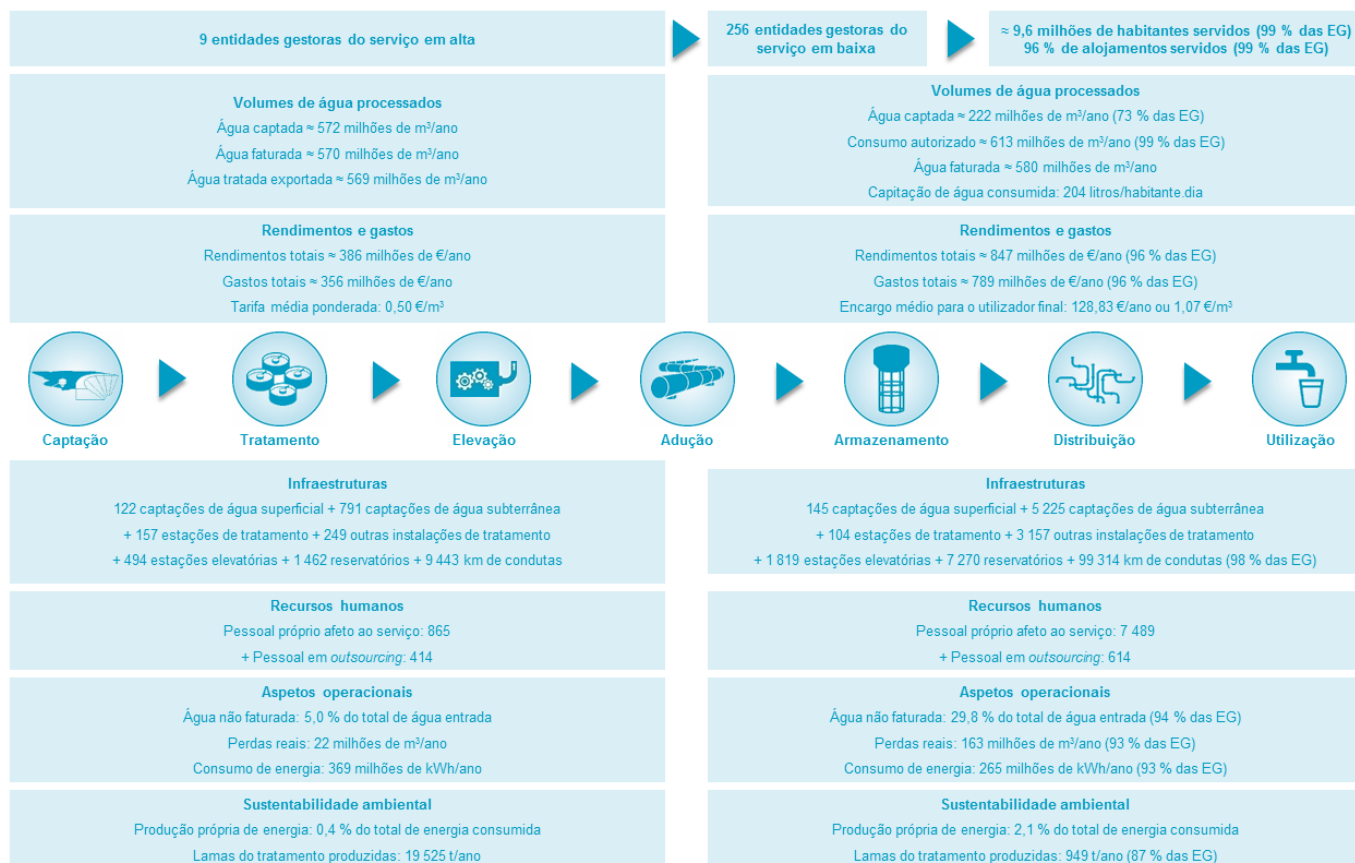 9 entidades gestoras do serviço em alta
256 entidades gestoras do
serviço em baixa
≈ 9,6 milhões de habitantes servidos (99 % das EG)
96 % de alojamentos servidos (99 % das EG)
Volumes de água processados
Água captada ≈ 572 milhões de m³/ano
Água faturada ≈ 570 milhões de m³/ano
Água tratada exportada ≈ 569 milhões de m³/ano
Volumes de água processados
Água captada ≈ 222 milhões de m³/ano (73 % das EG)
Consumo autorizado ≈ 613 milhões de m³/ano (99 % das EG)
Água faturada ≈ 580 milhões de m³/ano
Capitação de água consumida: 204 litros/habitante.dia
Rendimentos e gastos
Rendimentos totais ≈ 386 milhões de €/ano
Gastos totais ≈ 356 milhões de €/ano
Tarifa média ponderada: 0,50 €/m³
Rendimentos e gastos
Rendimentos totais ≈ 847 milhões de €/ano (96 % das EG)
Gastos totais ≈ 789 milhões de €/ano (96 % das EG)
Encargo médio para o utilizador final: 128,83 €/ano ou 1,07 €/m³
Captação
Tratamento
Elevação
Adução
Armazenamento
Distribuição
Utilização
Infraestruturas
122 captações de água superficial + 791 captações de água subterrânea
+ 157 estações de tratamento + 249 outras instalações de tratamento
+ 494 estações elevatórias + 1 462 reservatórios + 9 443 km de condutas
Infraestruturas
145 captações de água superficial + 5 225 captações de água subterrânea
+ 104 estações de tratamento + 3 157 outras instalações de tratamento
+ 1 819 estações elevatórias + 7 270 reservatórios + 99 314 km de condutas (98 % das EG)
Recursos humanos
Pessoal próprio afeto ao serviço: 865
+ Pessoal em outsourcing: 414
Recursos humanos
Pessoal próprio afeto ao serviço: 7 489
+ Pessoal em outsourcing: 614
Aspetos operacionais
Água não faturada: 5,0 % do total de água entrada
Perdas reais: 22 milhões de m³/ano
Consumo de energia: 369 milhões de kWh/ano
Aspetos operacionais
Água não faturada: 29,8 % do total de água entrada (94 % das EG)
Perdas reais: 163 milhões de m³/ano (93 % das EG)
Consumo de energia: 265 milhões de kWh/ano (93 % das EG)
Sustentabilidade ambiental
Produção própria de energia: 0,4 % do total de energia consumida
Lamas do tratamento produzidas: 19 525 t/ano
Sustentabilidade ambiental
Produção própria de energia: 2,1 % do total de energia consumida
Lamas do tratamento produzidas: 949 t/ano (87 % das EG)